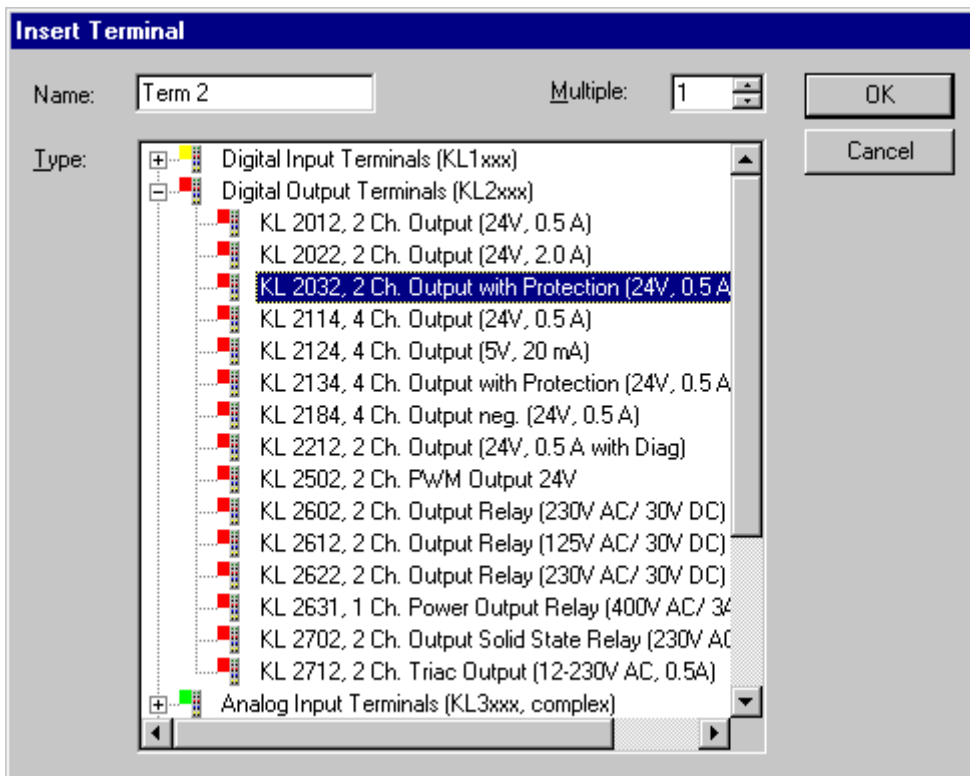 Insert Terminal
Name: Term 2 Multiple: 1 OK
Type: Cancel
Digital Input Terminals (KL1xxx)
Digital Output Terminals (KL2xxx)
KL 2012, 2 Ch. Output (24V, 0.5 A)
KL 2022, 2 Ch. Output (24V, 2.0 A)
KL 2032, 2 Ch. Output with Protection (24V, 0.5 A
KL 2114, 4 Ch. Output (24V, 0.5 A)
KL 2124, 4 Ch. Output (5V, 20 mA)
KL 2134, 4 Ch. Output with Protection (24V, 0.5 A
KL 2184, 4 Ch. Output neg. (24V, 0.5 A)
KL 2212, 2 Ch. Output (24V, 0.5 A with Diag)
KL 2502, 2 Ch. PWM Output 24V
KL 2602, 2 Ch. Output Relay (230V AC/ 30V DC)
KL 2612, 2 Ch. Output Relay (125V AC/ 30V DC)
KL 2622, 2 Ch. Output Relay (230V AC/ 30V DC)
KL 2631, 1 Ch. Power Output Relay (400V AC/ 3A
KL 2702, 2 Ch. Output Solid State Relay (230V AC
KL 2712, 2 Ch. Triac Output (12-230V AC, 0.5A)
Analog Input Terminals (KL3xxx, complex)